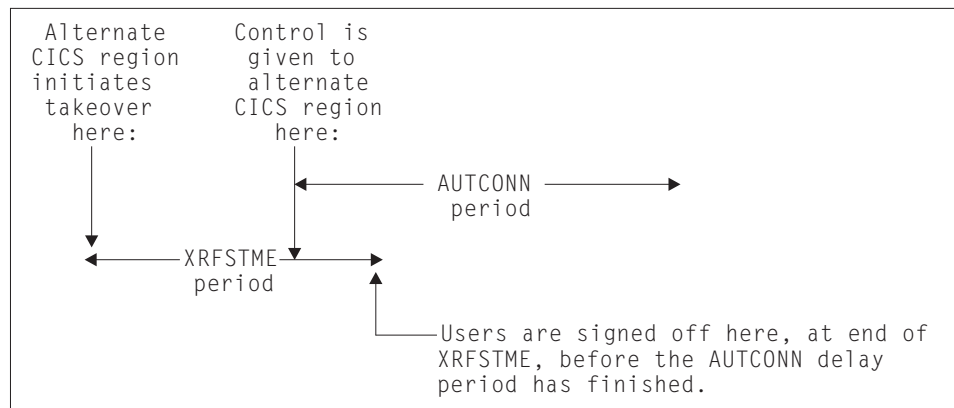 Alternate
CICS region
initiates
takeover
here:
Control is
given to
alternate
CICS region
here:
AUTCONN
period
XRFSTME
period
Users are signed off here, at end of
XRFSTME, before the AUTCONN delay
period has finished.